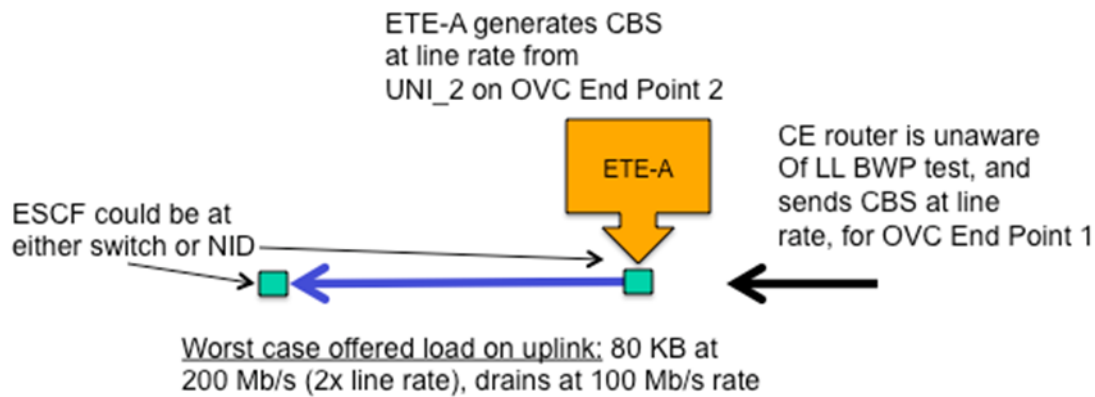 ETE-A generates CBS
at line rate from
UNI_2 on OVC End Point 2
ETE-A
CE router is unaware
Of LL BWP test, and
sends CBS at line
rate, for OVC End Point 1
ESCF could be at
either switch or NID
Worst case offered load on uplink: 80 KB at
200 Mb/s (2x line rate), drains at 100 Mb/s rate